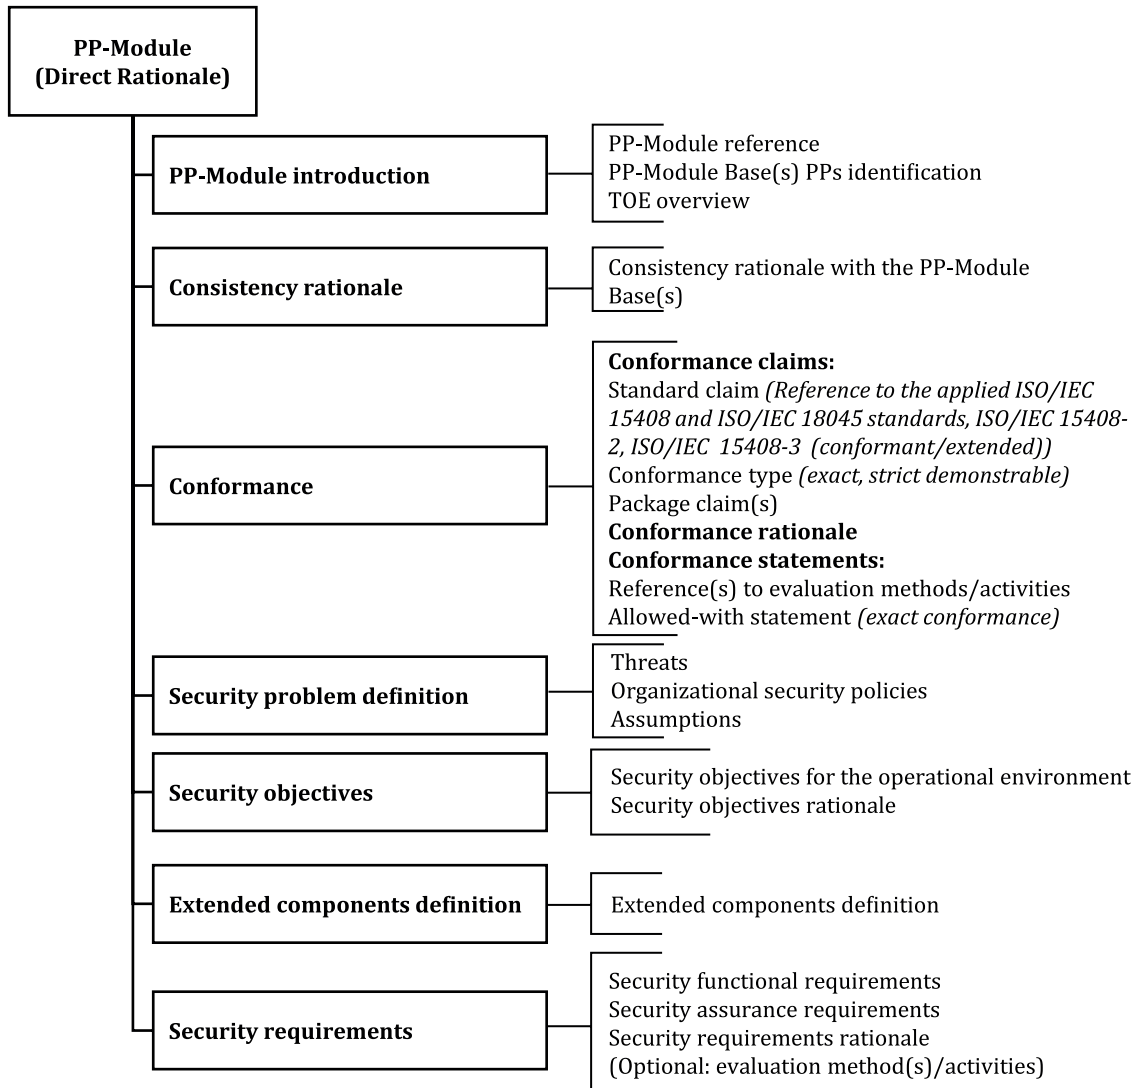 PP-Module
(Direct Rationale)
PP-Module introduction
PP-Module reference
PP-Module Base(s) PPs identification
TOE overview
Consistency rationale
Consistency rationale with the PP-Module
Base(s)
Conformance
Conformance claims:
Standard claim (Reference to the applied ISO/IEC
15408 and ISO/IEC 18045 standards, ISO/IEC 15408-
2, ISO/IEC 15408-3 (conformant/extended))
Conformance type (exact, strict demonstrable)
Package claim(s)
Conformance rationale
Conformance statements:
Reference(s) to evaluation methods/activities
Allowed-with statement (exact conformance)
Security problem definition
Threats
Organizational security policies
Assumptions
Security objectives
Security objectives for the operational environment
Security objectives rationale
Extended components definition
Extended components definition
Security requirements
Security functional requirements
Security assurance requirements
Security requirements rationale
(Optional: evaluation method(s)/activities)